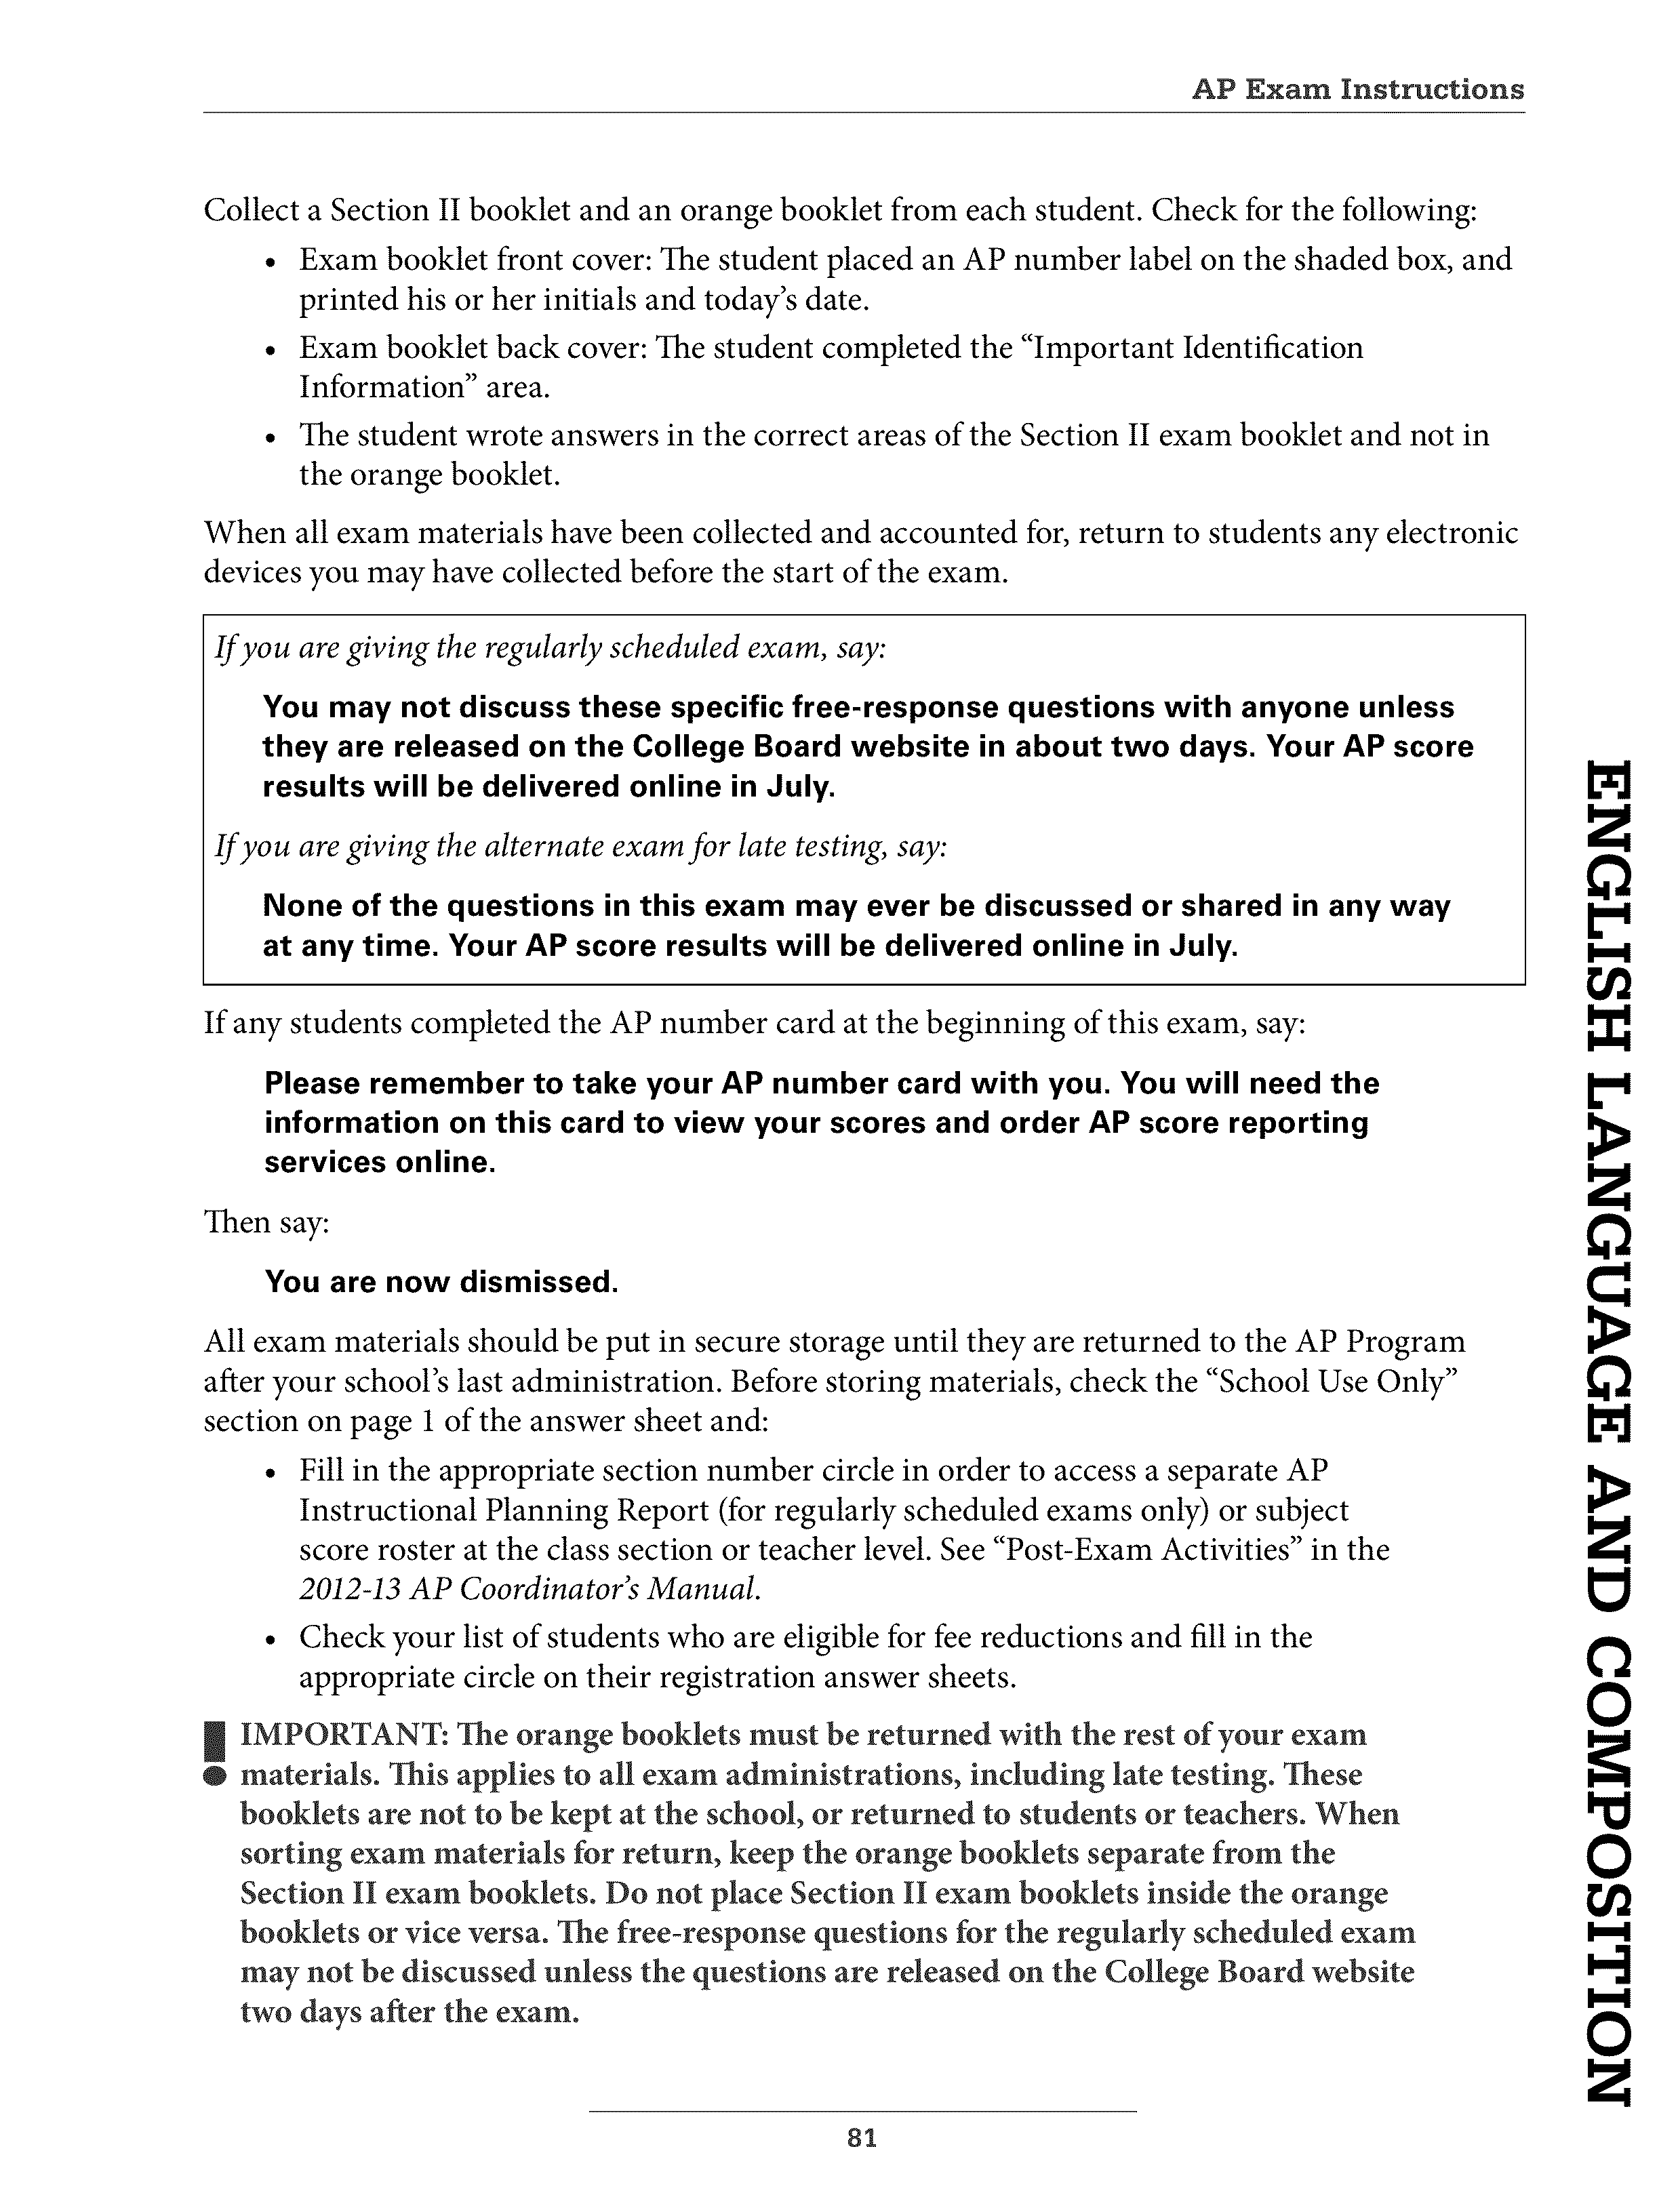 AP Exam Instructions
Collect a Section II booklet and an orange booklet from each student. Check for the following:
• Exam booklet front cover: The student placed an AP number label on the shaded box, and
printed his or her initials and today’s date.
• Exam booklet back cover: The student completed the “Important Identification
Information” area.
• The student wrote answers in the correct areas of the Section II exam booklet and not in
the orange booklet.
When all exam materials have been collected and accounted for, return to students any electronic
devices you may have collected before the start of the exam.
If you are giving the regularly scheduled exam, say:
You may not discuss these specific free-response questions with anyone unless
they are released on the College Board website in about two days. Your AP score
results will be delivered online in July.
If you are giving the alternate exam for late testing, say:
None of the questions in this exam may ever be discussed or shared in any way
at any time. Your AP score results will be delivered online in July.
If any students completed the AP number card at the beginning of this exam, say:
Please remember to take your AP number card with you. You will need the
information on this card to view your scores and order AP score reporting
services online.
Then say:
You are now dismissed.
All exam materials should be put in secure storage until they are returned to the AP Program
after your school’s last administration. Before storing materials, check the “School Use Only”
section on page 1 of the answer sheet and:
• Fill in the appropriate section number circle in order to access a separate AP
Instructional Planning Report (for regularly scheduled exams only) or subject
score roster at the class section or teacher level. See “Post-Exam Activities” in the
2012-13 AP Coordinator’s Manual.
• Check your list of students who are eligible for fee reductions and fill in the
appropriate circle on their registration answer sheets.
IMPORTANT: The orange booklets must be returned with the rest of your exam
materials. This applies to all exam administrations, including late testing. These
booklets are not to be kept at the school, or returned to students or teachers. When
sorting exam materials for return, keep the orange booklets separate from the
Section II exam booklets. Do not place Section II exam booklets inside the orange
booklets or vice versa. The free-response questions for the regularly scheduled exam
may not be discussed unless the questions are released on the College Board website
two days after the exam.
81
ENGLISH LANGUAGE AND COMPOSITION